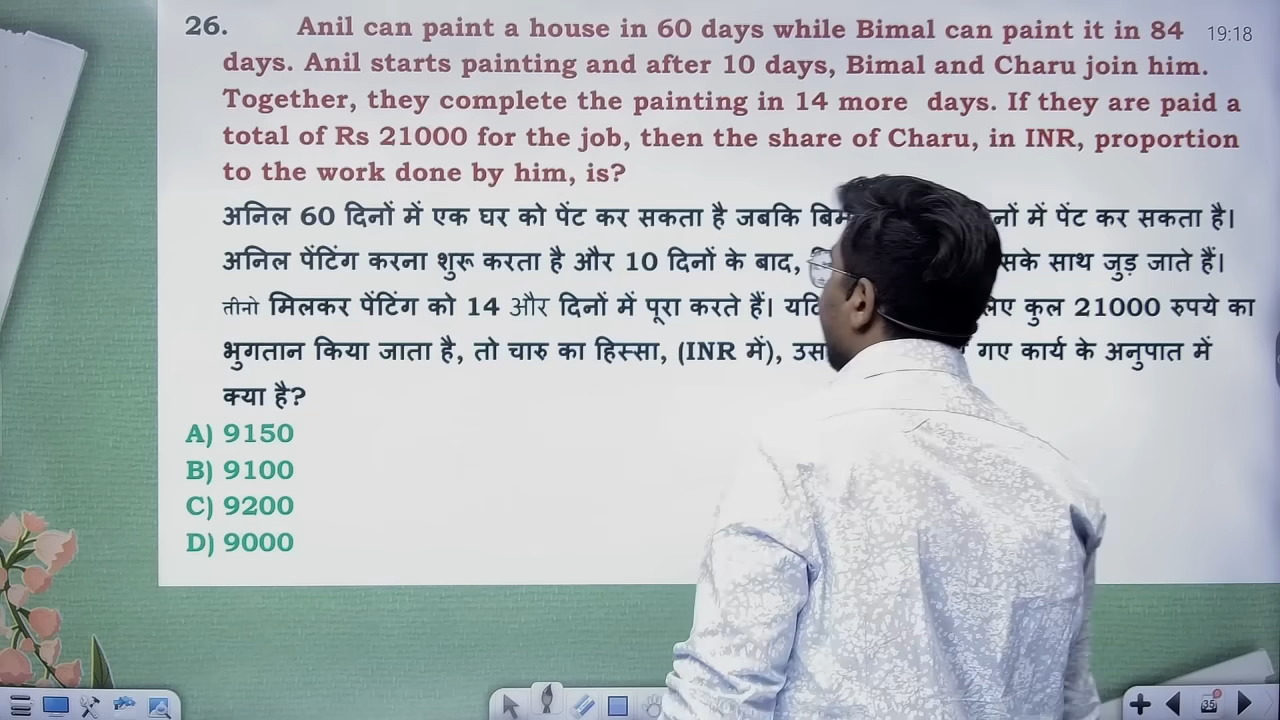 26. Anil can paint a house in 60 days while Bimal can paint it in 84
19:18
days. Anil starts painting and after 10 days, Bimal and Charu join him.
Together, they complete the painting in 14 more days. If they are paid a
total of Rs 21000 for the job, then the share of Charu, in INR, proportion
to the work done by him, is?
अनिल 60 दिनों में एक घर को पेंट कर सकता है जबकि में पेंट कर सकता है।
अनिल पेंटिंग करना शुरू करता है और 10 दिनों के बाद, साथ जुड़ जाते हैं।
तीनो मिलकर पेंटिंग को 14 और दिनों में पूरा करते हैं। कुल 21000 रुपये का
भुगतान किया जाता है, तो चारु का हिस्सा, (INR में), गए कार्य के अनुपात में
क्या है?
A) 9150
B) 9100
C) 9200
D) 9000
35